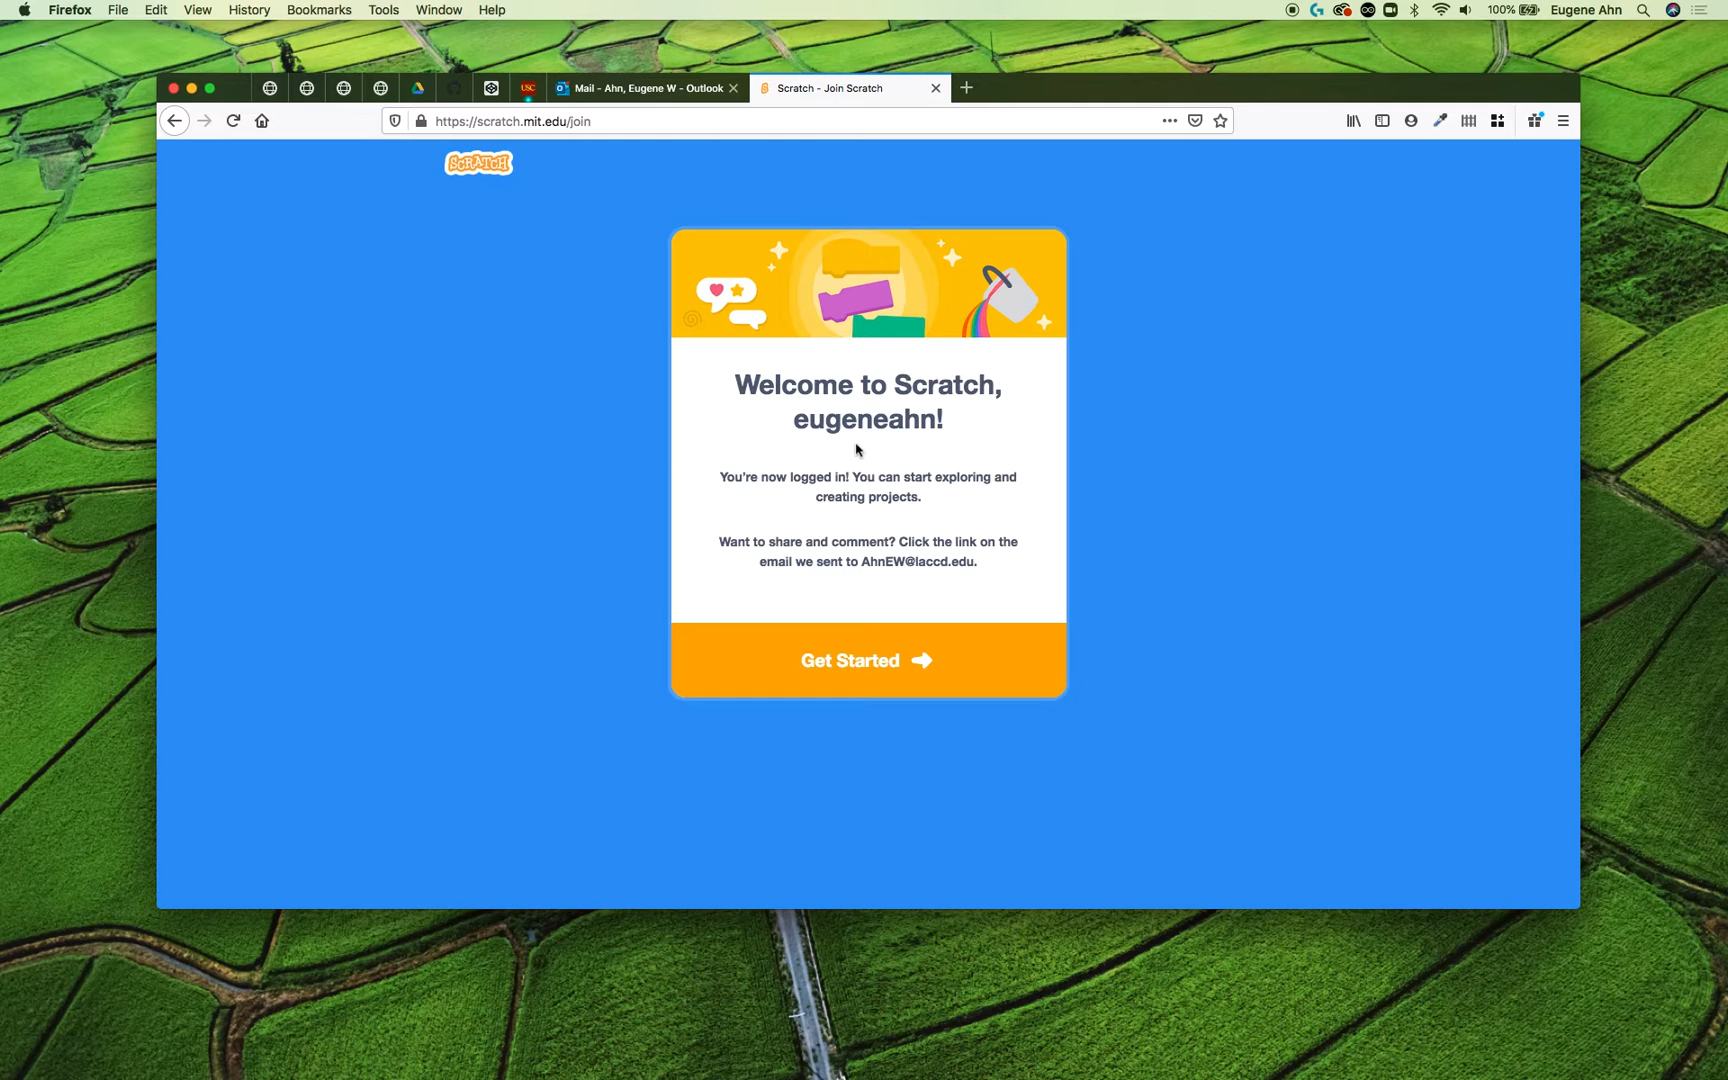 Firefox File Edit View History Bookmarks Tools Window Help 100% Eugene Ahn
USC Mail - Ahn, Eugene W - Outlook Scratch - Join Scratch
https://scratch.mit.edu/join
SCRATCH
Welcome to Scratch,
eugeneahn!
You're now logged in! You can start exploring and
creating projects.
Want to share and comment? Click the link on the
email we sent to AhnEW@laccd.edu.
Get Started